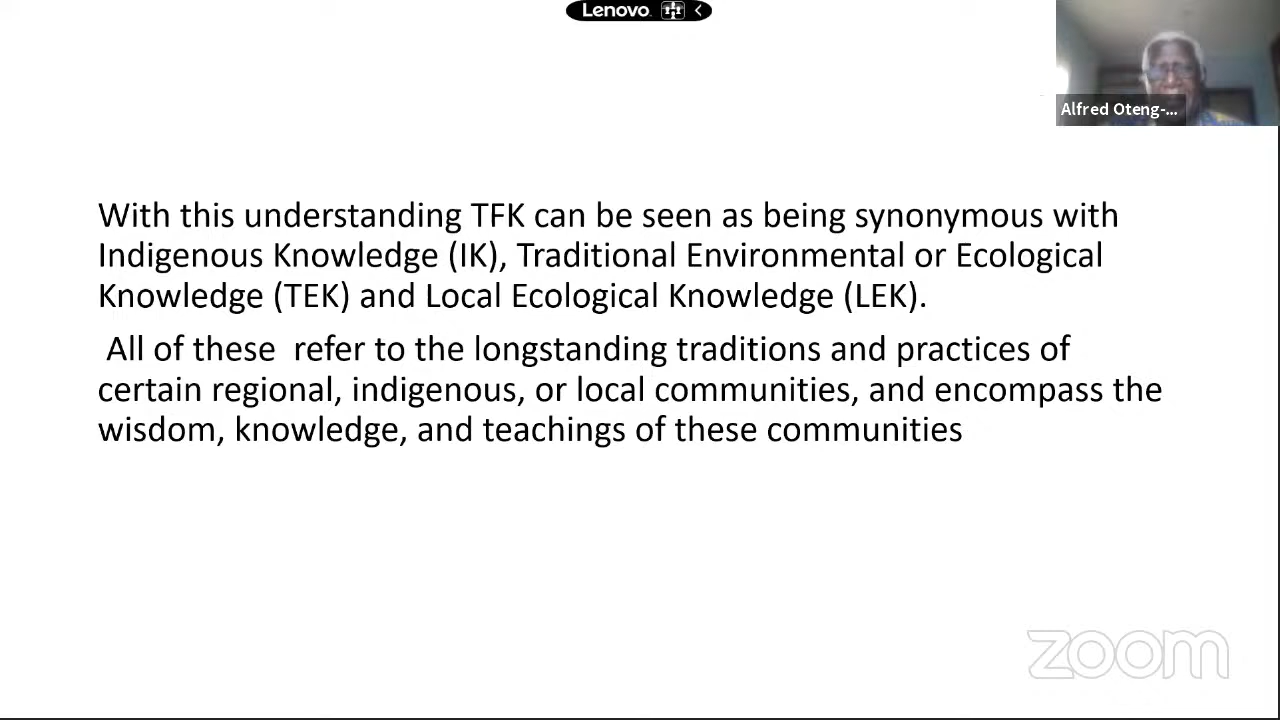 Lenovo
Alfred Oteng-...
With this understanding TFK can be seen as being synonymous with
Indigenous Knowledge (IK), Traditional Environmental or Ecological
Knowledge (TEK) and Local Ecological Knowledge (LEK).
All of these  refer to the longstanding traditions and practices of
certain regional, indigenous, or local communities, and encompass the
wisdom, knowledge, and teachings of these communities
zoom